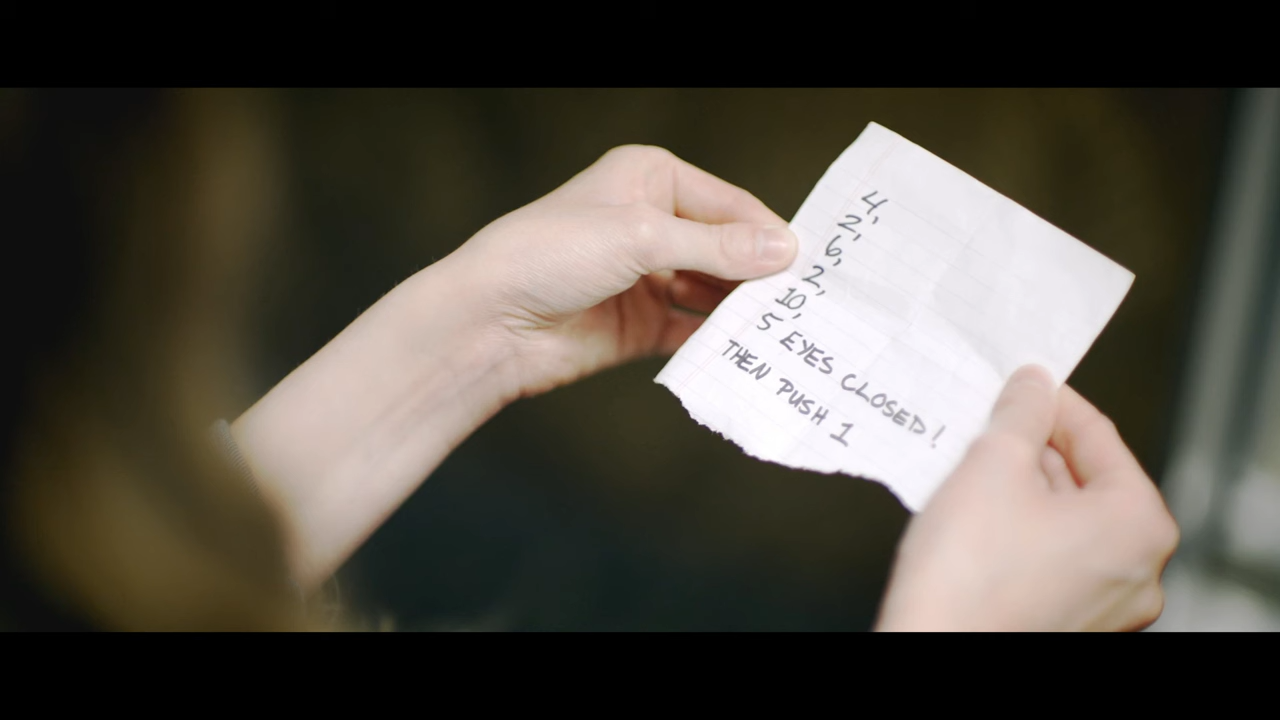 4,
2,
6,
2,
10,
5 EYES CLOSED!
THEN PUSH 1